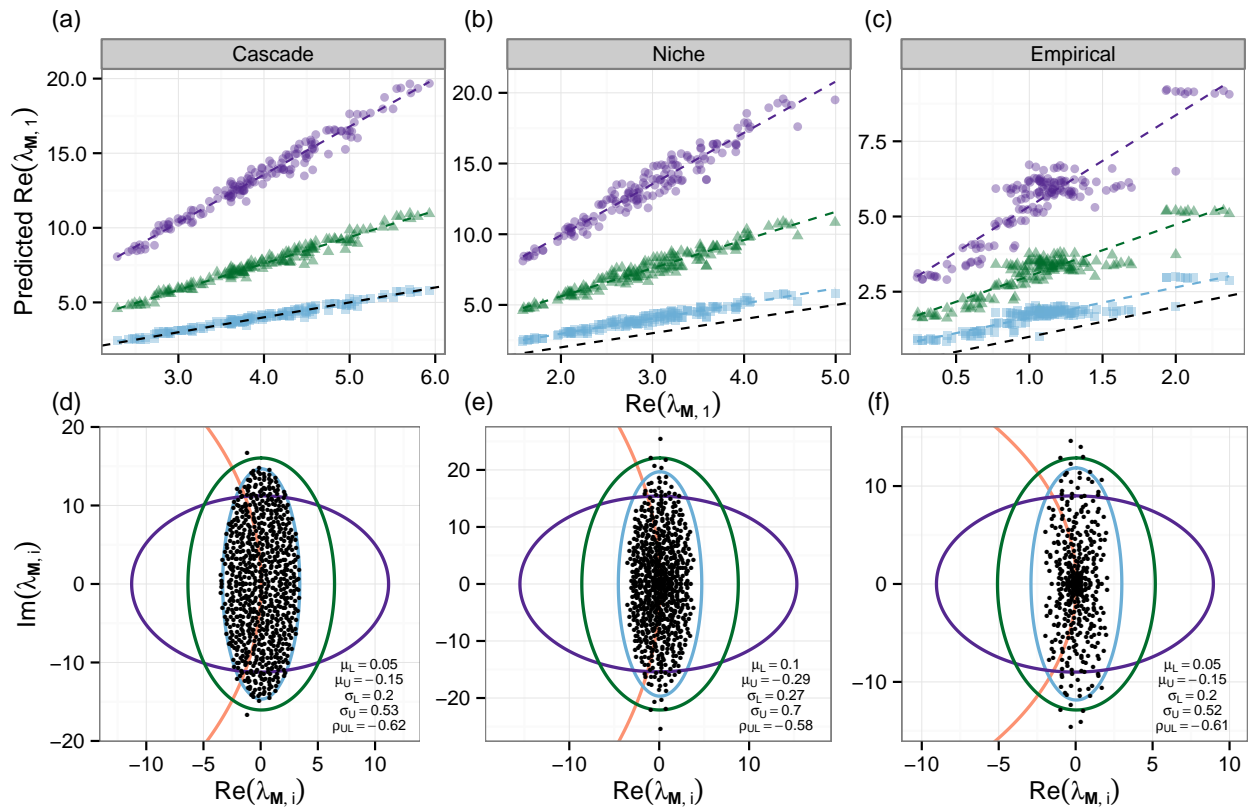 (a) (b) (c)
Cascade Niche Empirical
Predicted Re(λM, 1)
20.0
15.0
10.0
5.0
3.0 4.0 5.0 6.0
20.0
15.0
10.0
5.0
2.0 3.0 4.0 5.0
7.5
5.0
2.5
0.5 1.0 1.5 2.0
Re(λM, 1)
(d) (e) (f)
Im(λM, i)
20
10
0
−10
−20
−10 −5 0 5 10
μL = 0.05
μU = −0.15
σL = 0.2
σU = 0.53
ρUL = −0.62
Re(λM, i)
20
10
0
−10
−20
−10 0 10
μL = 0.1
μU = −0.29
σL = 0.27
σU = 0.7
ρUL = −0.58
Re(λM, i)
10
0
−10
−10 −5 0 5 10
μL = 0.05
μU = −0.15
σL = 0.2
σU = 0.52
ρUL = −0.61
Re(λM, i)